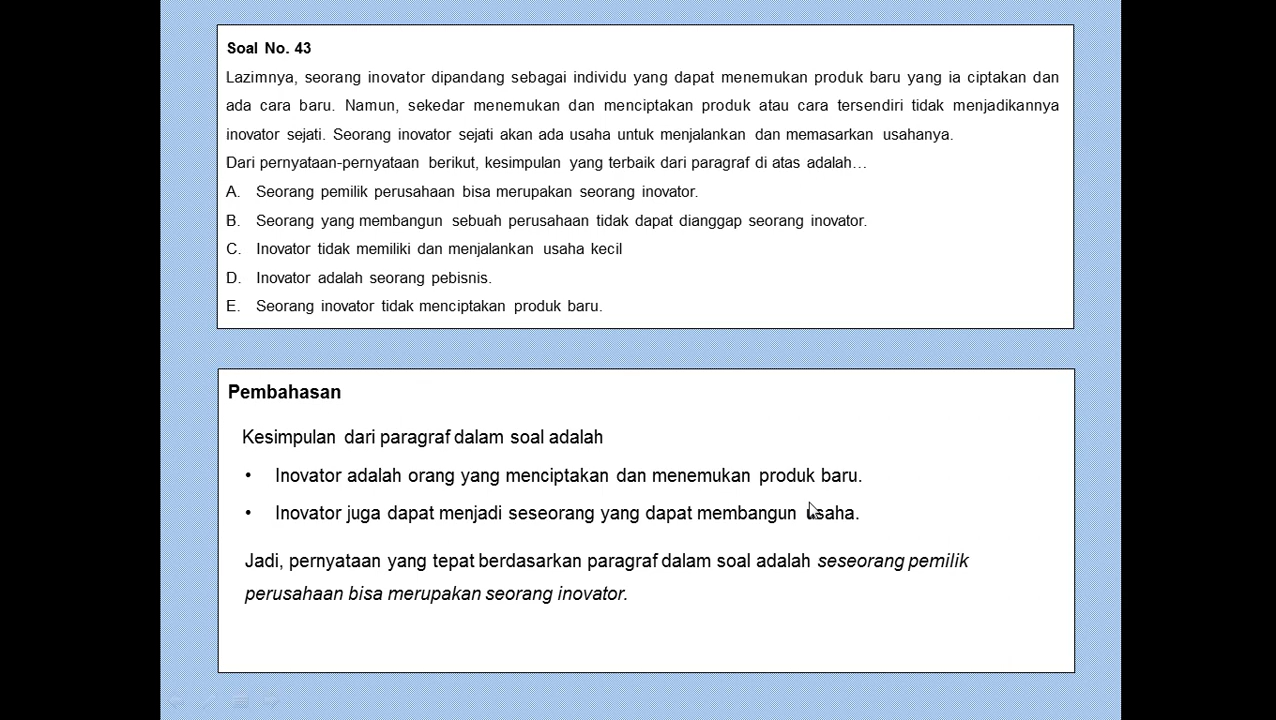 Soal No. 43
Lazimnya, seorang inovator dipandang sebagai individu yang dapat menemukan produk baru yang ia ciptakan dan
ada cara baru. Namun, sekedar menemukan dan menciptakan produk atau cara tersendiri tidak menjadikannya
inovator sejati. Seorang inovator sejati akan ada usaha untuk menjalankan dan memasarkan usahanya.
Dari pernyataan-pernyataan berikut, kesimpulan yang terbaik dari paragraf di atas adalah…
A. Seorang pemilik perusahaan bisa merupakan seorang inovator.
B. Seorang yang membangun sebuah perusahaan tidak dapat dianggap seorang inovator.
C. Inovator tidak memiliki dan menjalankan usaha kecil
D. Inovator adalah seorang pebisnis.
E. Seorang inovator tidak menciptakan produk baru.
Pembahasan
Kesimpulan dari paragraf dalam soal adalah
• Inovator adalah orang yang menciptakan dan menemukan produk baru.
• Inovator juga dapat menjadi seseorang yang dapat membangun usaha.
Jadi, pernyataan yang tepat berdasarkan paragraf dalam soal adalah seseorang pemilik
perusahaan bisa merupakan seorang inovator.